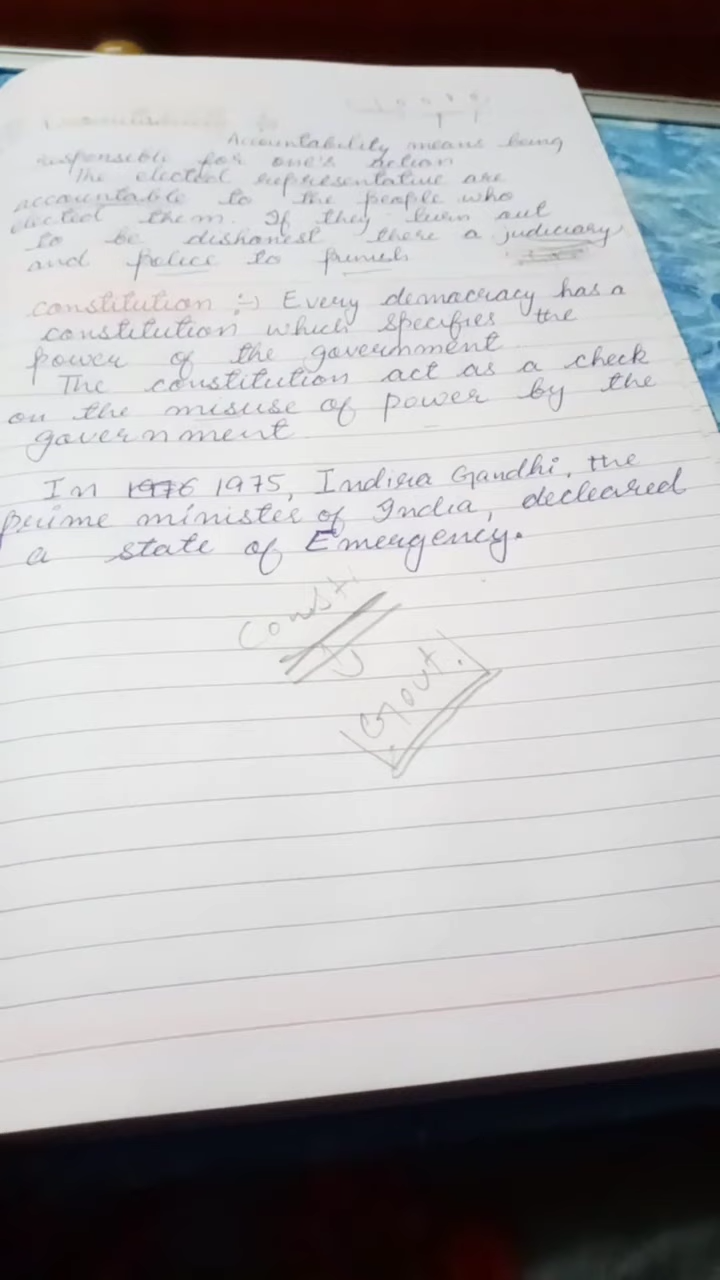 Accountability means being
responsible for one's action
The elected representative are
accountable to the people who
elected them. If they turn out
to be dishonest there a judiciary
and police to punish
constitution :-) Every demacracy has a
constitution which specifies the
power of the government
The constitution act as a check
on the misuse of power by the
government
In 1976 1975, Indira Gandhi, the
prime minister of India, decleared
a state of Emergency.
Consti
Govt.